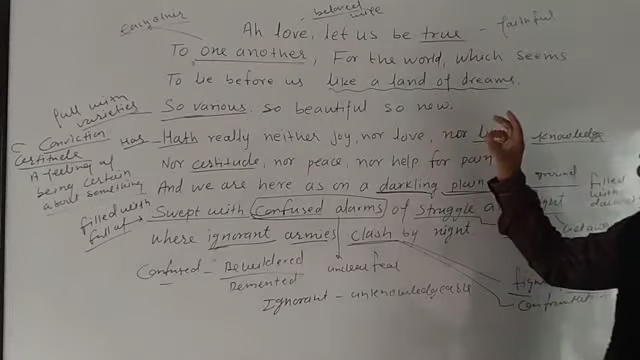 Each other
beloved
wife
Ah love, let us be true - faithful
To one another, For the world, which seems
To lie before us like a land of dreams.
full with
varieties
So various so beautiful so new.
Conviction
Certitude
A feeling of
being certain
about something
Has
Hath really neither joy, nor love, nor knowledge
Nor certitude, nor peace, nor help for pain
And we are here as on a darkling plain ground
filled
with
filled with
full of
Swept with Confused alarms of struggle
where ignorant armies clash by night
Confused - Bewildered
Demented
unclear fear
Ignorant - unknowledgeable